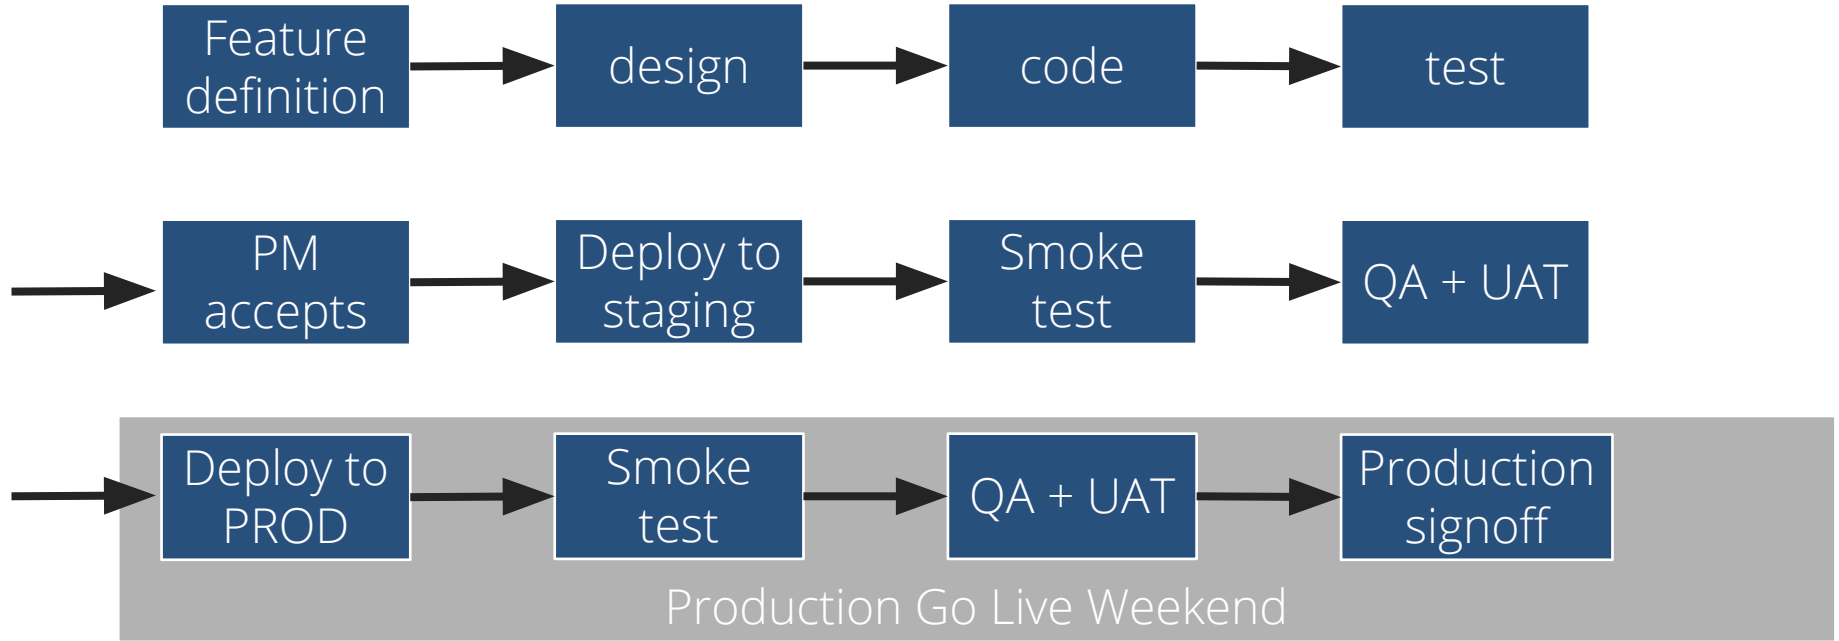 Feature
definition
design
code
test
PM
accepts
Deploy to
staging
Smoke
test
QA + UAT
Deploy to
PROD
Smoke
test
QA + UAT
Production
signoff
Production Go Live Weekend